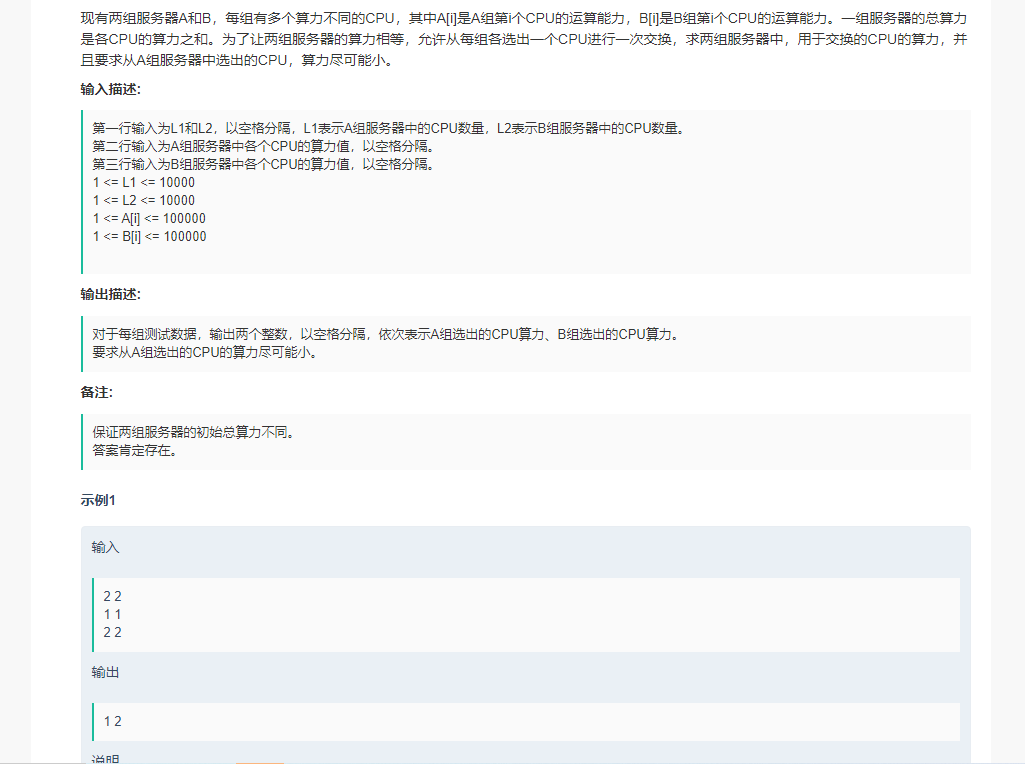 现有两组服务器A和B，每组有多个算力不同的CPU，其中A[i]是A组第i个CPU的运算能力，B[i]是B组第i个CPU的运算能力。一组服务器的总算力
是各CPU的算力之和。为了让两组服务器的算力相等，允许从每组各选出一个CPU进行一次交换，求两组服务器中，用于交换的CPU的算力，并
且要求从A组服务器中选出的CPU，算力尽可能小。
输入描述:
第一行输入为L1和L2，以空格分隔，L1表示A组服务器中的CPU数量，L2表示B组服务器中的CPU数量。
第二行输入为A组服务器中各个CPU的算力值，以空格分隔。
第三行输入为B组服务器中各个CPU的算力值，以空格分隔。
1 <= L1 <= 10000
1 <= L2 <= 10000
1 <= A[i] <= 100000
1 <= B[i] <= 100000
输出描述:
对于每组测试数据，输出两个整数，以空格分隔，依次表示A组选出的CPU算力、B组选出的CPU算力。
要求从A组选出的CPU的算力尽可能小。
备注:
保证两组服务器的初始总算力不同。
答案肯定存在。
示例1
输入
2 2
1 1
2 2
输出
1 2
说明